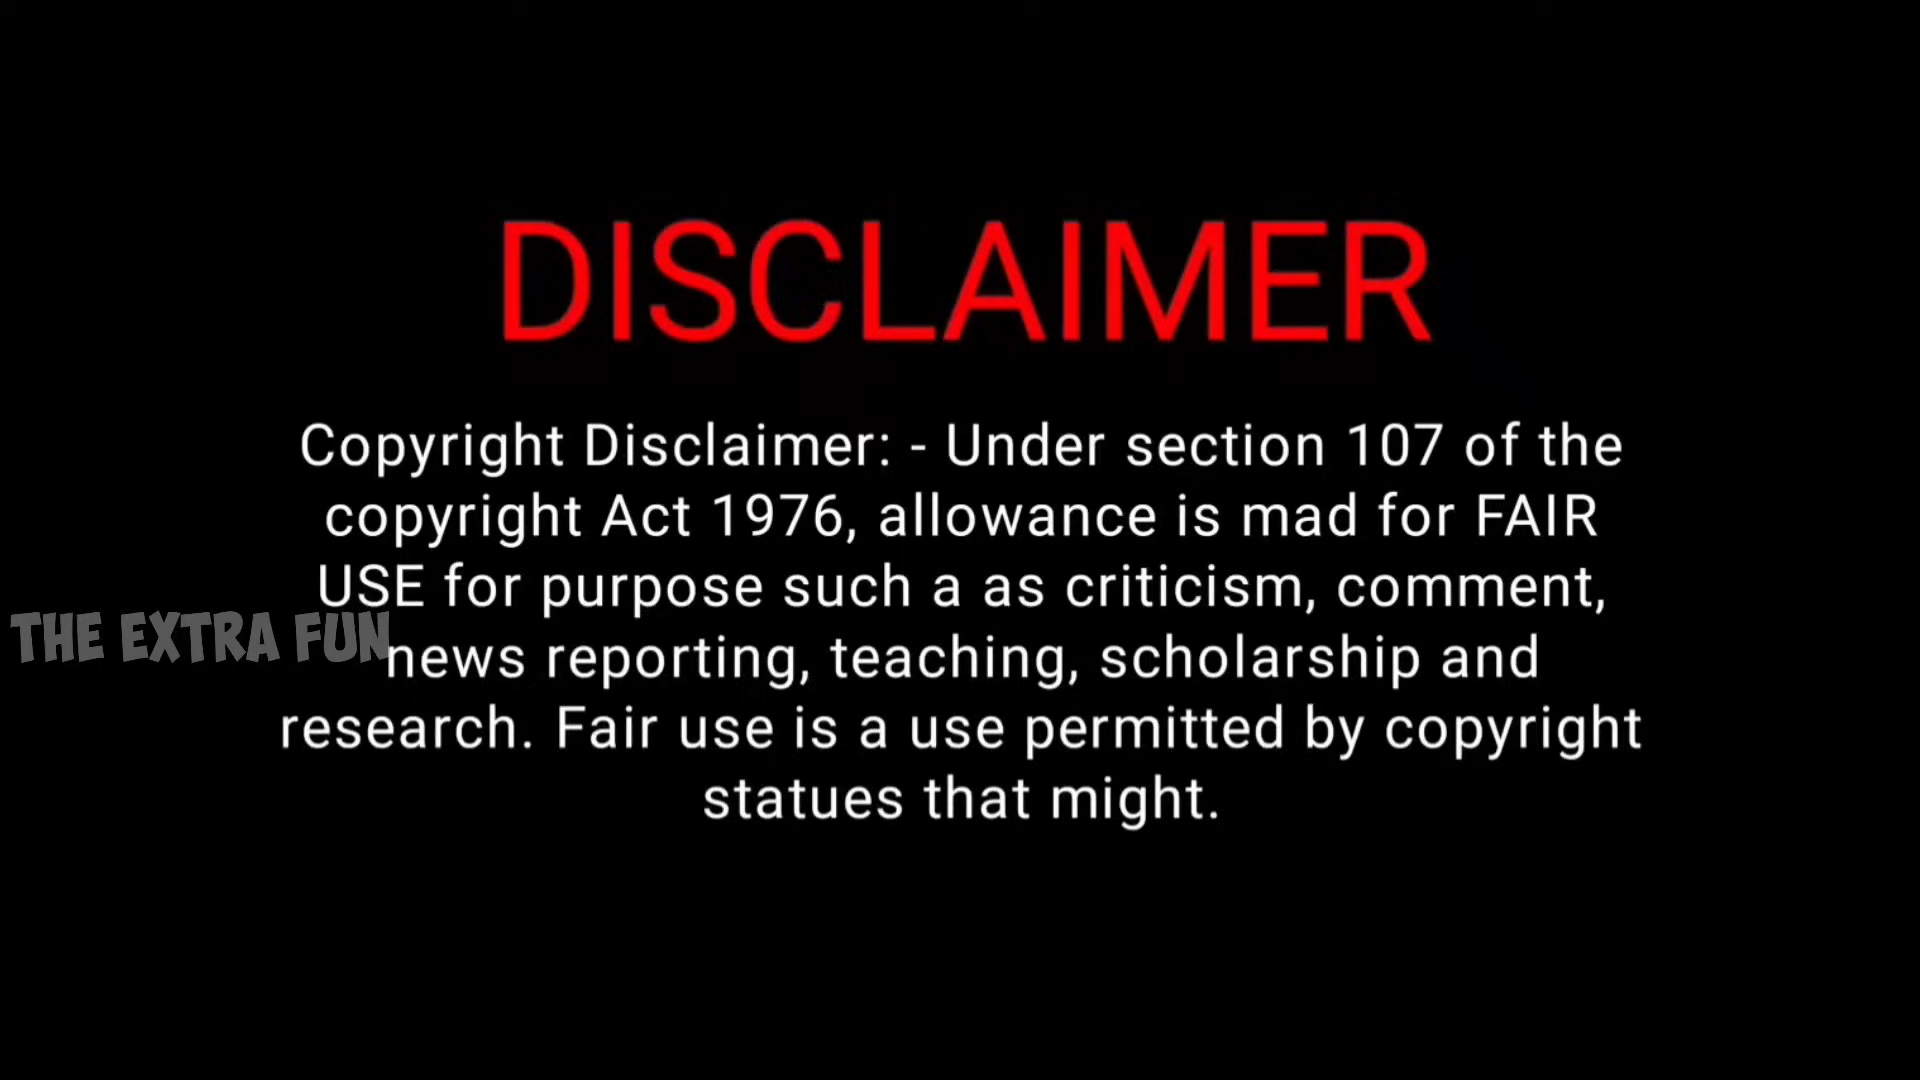 DISCLAIMER
Copyright Disclaimer: - Under section 107 of the
copyright Act 1976, allowance is mad for FAIR
USE for purpose such a as criticism, comment,
THE EXTRA FUN
news reporting, teaching, scholarship and
research. Fair use is a use permitted by copyright
statues that might.